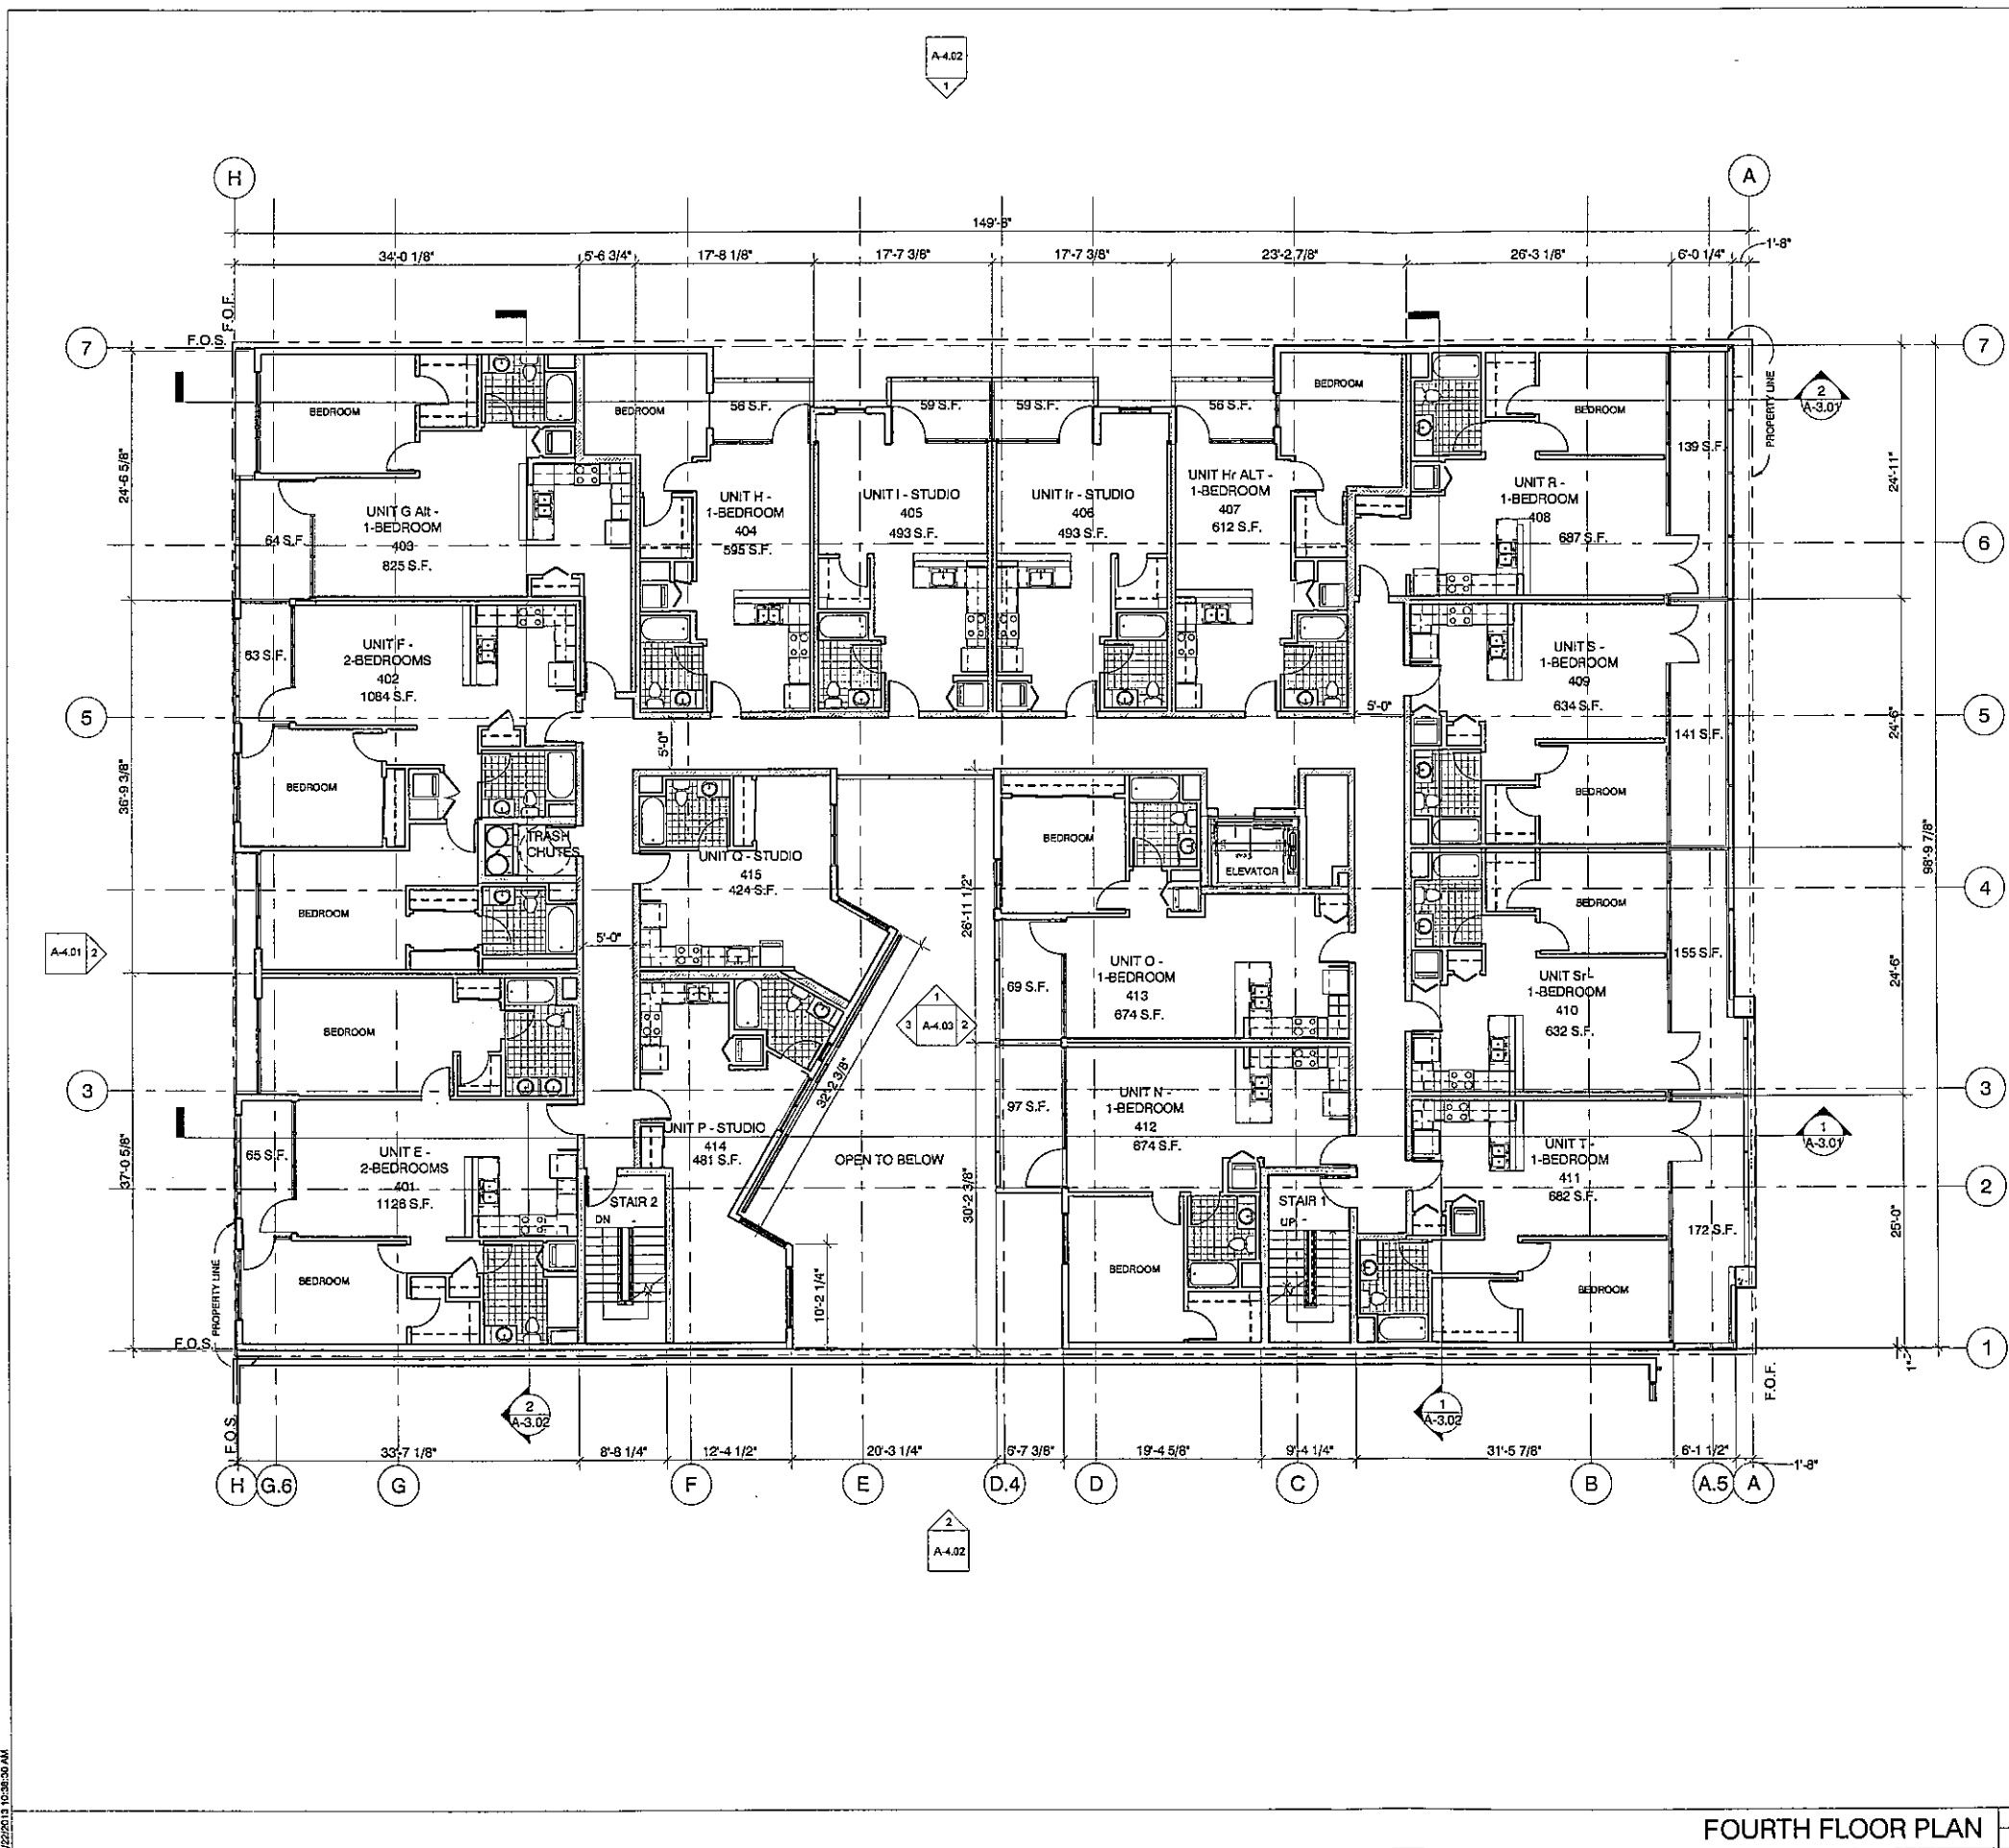 A-4.02
1
H
A
149'-8"
1'-8"
34'-0 1/8"
5'-6 3/4"
17'-8 1/8"
17'-7 3/8"
17'-7 3/8"
23'-2 7/8"
26'-3 1/8"
6'-0 1/4"
F.O.F.
F.O.S.
7
7
PROPERTY LINE
2
A-3.01
BEDROOM
BEDROOM
56 S.F.
59 S.F.
59 S.F.
56 S.F.
BEDROOM
BEDROOM
139 S.F.
24'-6 5/8"
24'-11"
UNIT G Alt -
1-BEDROOM
403
825 S.F.
64 S.F.
UNIT H -
1-BEDROOM
404
595 S.F.
UNIT I - STUDIO
405
493 S.F.
UNIT Ir - STUDIO
406
493 S.F.
UNIT Hr ALT -
1-BEDROOM
407
612 S.F.
UNIT R -
1-BEDROOM
408
687 S.F.
6
UNIT F -
2-BEDROOMS
402
1084 S.F.
63 S.F.
UNIT S -
1-BEDROOM
409
634 S.F.
141 S.F.
5
5'-0"
5'-0"
5
24'-6"
36'-9 3/8"
BEDROOM
TRASH
CHUTES
UNIT Q - STUDIO
415
424 S.F.
BEDROOM
ELEVATOR
BEDROOM
98'-9 7/8"
4
BEDROOM
BEDROOM
26'-11 1/2"
A-4.01
2
5'-0"
155 S.F.
24'-6"
BEDROOM
69 S.F.
UNIT O -
1-BEDROOM
413
674 S.F.
UNIT Sr -
1-BEDROOM
410
632 S.F.
1
3
A-4.03
2
3
32'-2 3/8"
3
97 S.F.
UNIT N -
1-BEDROOM
412
674 S.F.
1
A-3.01
65 S.F.
UNIT E -
2-BEDROOMS
401
1126 S.F.
UNIT P - STUDIO
414
481 S.F.
OPEN TO BELOW
UNIT T -
1-BEDROOM
411
682 S.F.
37'-0 5/8"
STAIR 2
DN
STAIR 1
UP
2
30'-2 3/8"
172 S.F.
25'-0"
PROPERTY LINE
BEDROOM
10'-2 1/4"
BEDROOM
BEDROOM
F.O.S.
1
1"
F.O.F.
F.O.S.
2
A-3.02
1
A-3.02
33'-7 1/8"
8'-8 1/4"
12'-4 1/2"
20'-3 1/4"
6'-7 3/8"
19'-4 5/8"
9'-4 1/4"
31'-5 7/8"
6'-1 1/2"
1'-8"
H
G.6
G
F
E
D.4
D
C
B
A.5
A
2
A-4.02
/22/2013 10:38:30 AM
FOURTH FLOOR PLAN